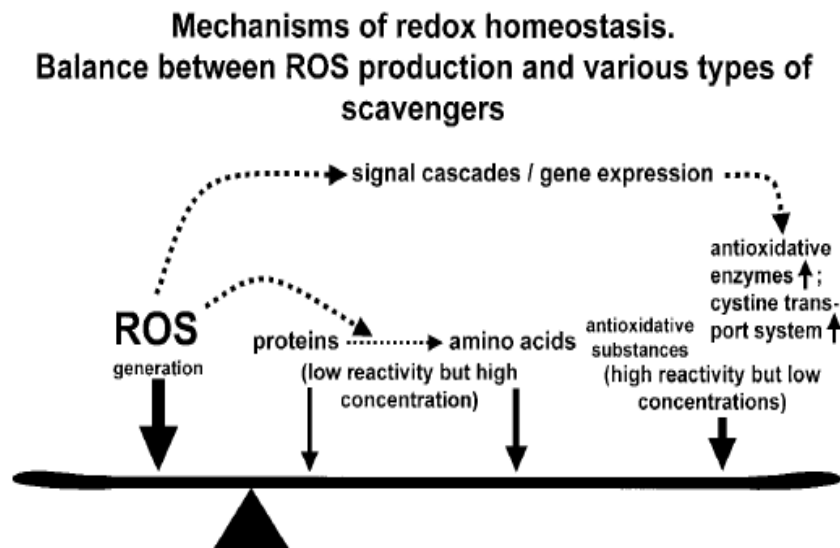 Mechanisms of redox homeostasis.
Balance between ROS production and various types of
scavengers
signal cascades / gene expression
antioxidative
enzymes ;
cystine trans-
port system
ROS
generation
proteins
amino acids
(low reactivity but high
concentration)
antioxidative
substances
(high reactivity but low
concentrations)